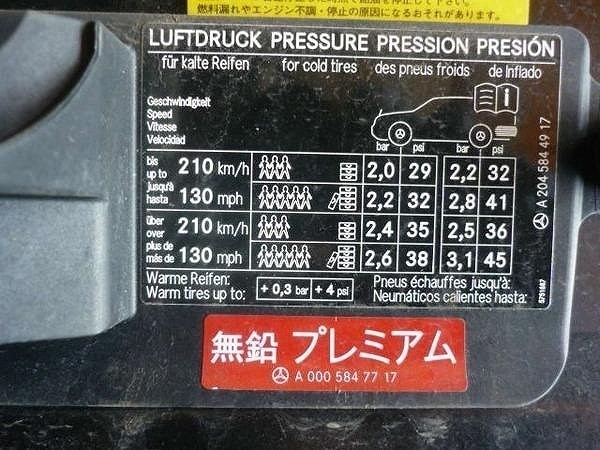 燃料漏れやエンジン不調・停止の原因になるおそれがあります。
LUFTDRUCK PRESSURE PRESSION PRESIÓN
für kalte Reifen for cold tires des pneus froids de inflado
Geschwindigkeit
Speed
Vitesse
Velocidad
bar psi bar psi
bis
up to
jusqu'à
hasta
210 km/h 2,0 29 2,2 32
130 mph 2,2 32 2,8 41
über
over
plus de
más de
210 km/h 2,4 35 2,5 36
130 mph 2,6 38 3,1 45
Warme Reifen:
Warm tires up to:
+ 0,3 bar + 4 psi
Pneus échauffes jusqu'à:
Neumáticos calientes hasta:
A 204 584 49 17
無鉛 プレミアム
A 000 584 77 17